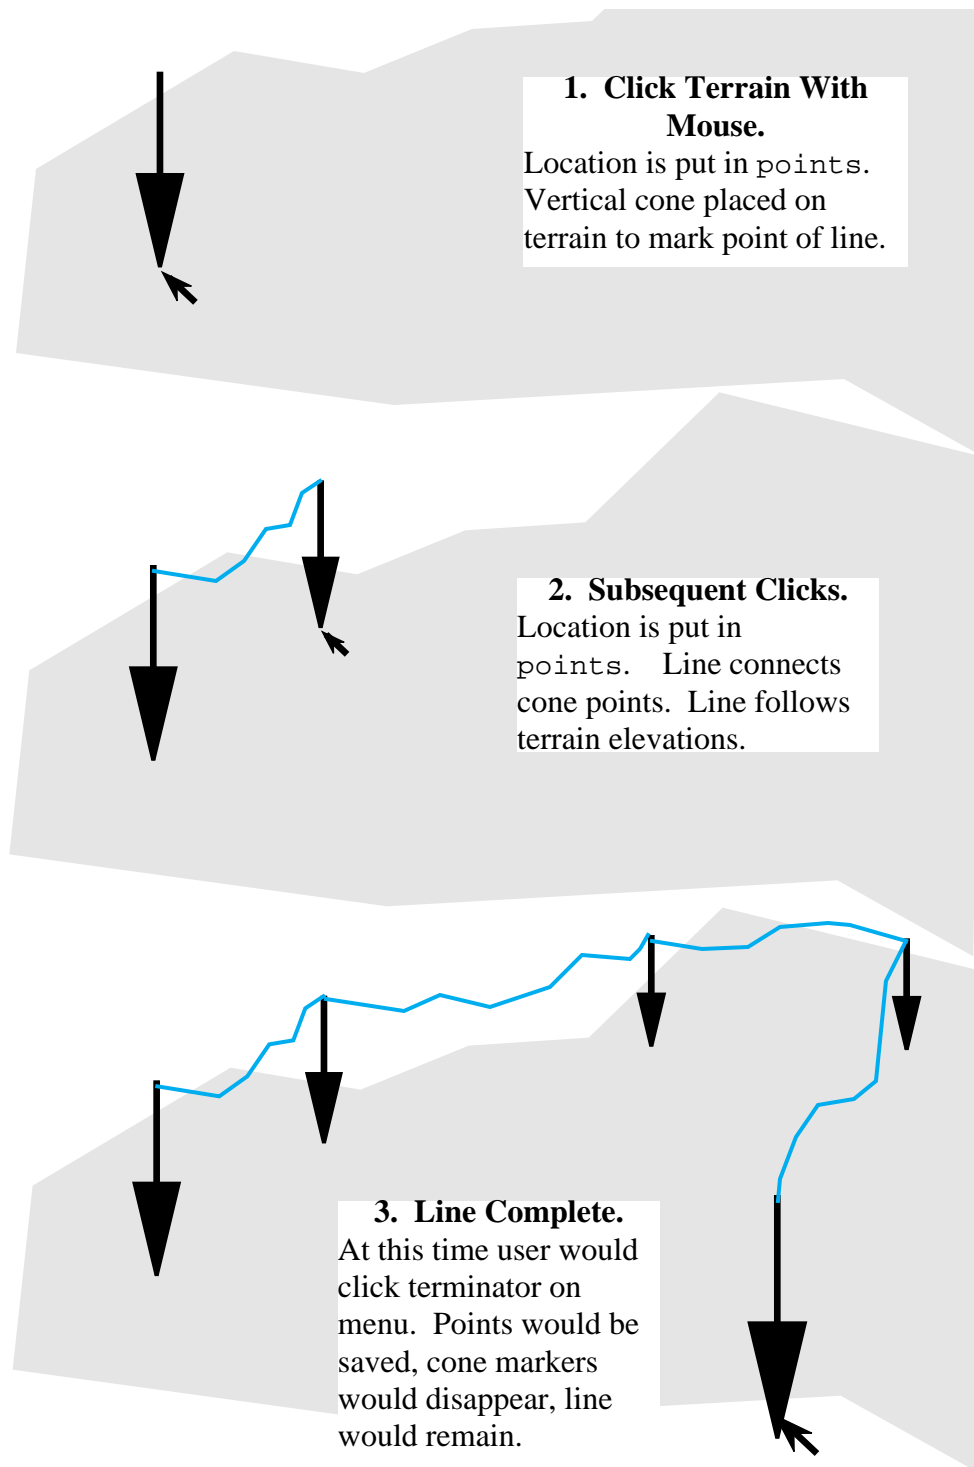 1. Click Terrain With
Mouse.
Location is put in points.
Vertical cone placed on
terrain to mark point of line.
2. Subsequent Clicks.
Location is put in
points. Line connects
cone points. Line follows
terrain elevations.
3. Line Complete.
At this time user would
click terminator on
menu. Points would be
saved, cone markers
would disappear, line
would remain.